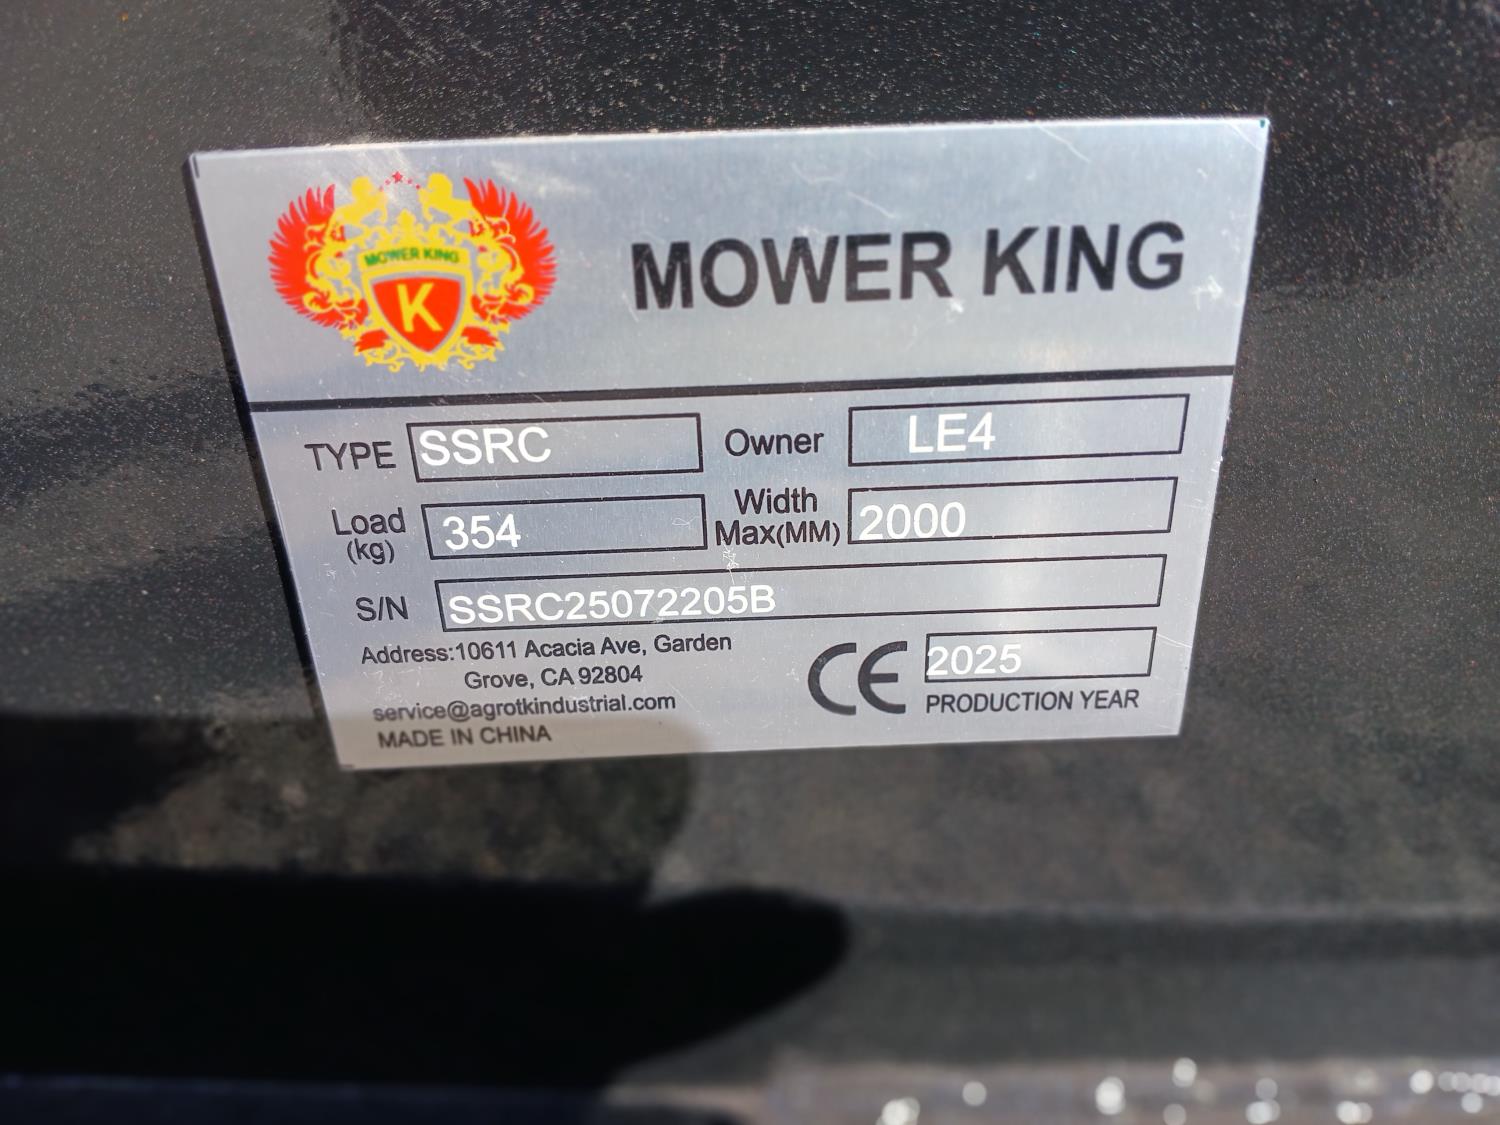 MOWER KING
K
MOWER KING
TYPE SSRC Owner LE4
Load (kg) 354 Width Max(MM) 2000
S/N SSRC25072205B
Address:10611 Acacia Ave, Garden
Grove, CA 92804
service@agrotkindustrial.com
MADE IN CHINA
CE 2025
PRODUCTION YEAR